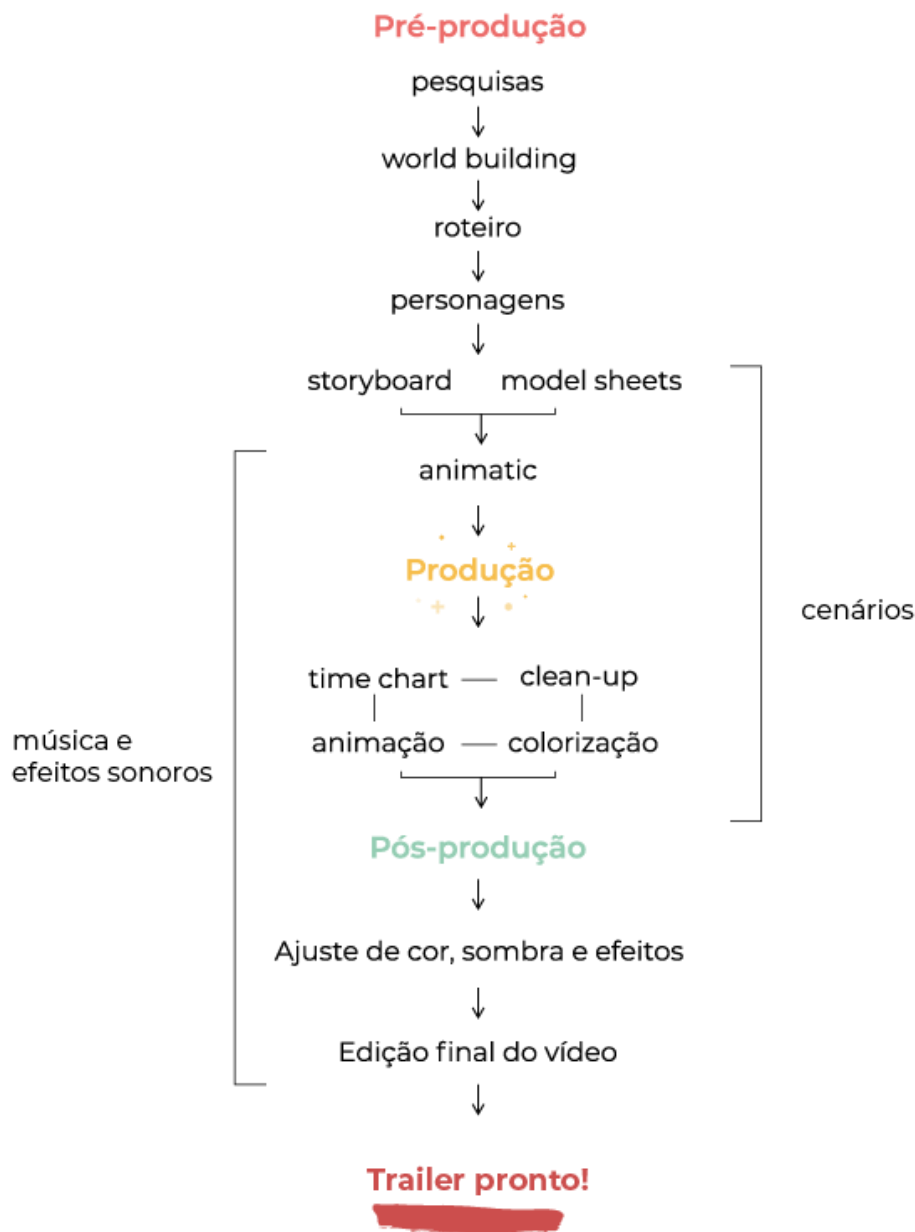 Pré-produção
pesquisas
world building
roteiro
personagens
storyboard
model sheets
animatic
Produção
cenários
time chart
clean-up
música e
efeitos sonoros
animação
colorização
Pós-produção
Ajuste de cor, sombra e efeitos
Edição final do vídeo
Trailer pronto!